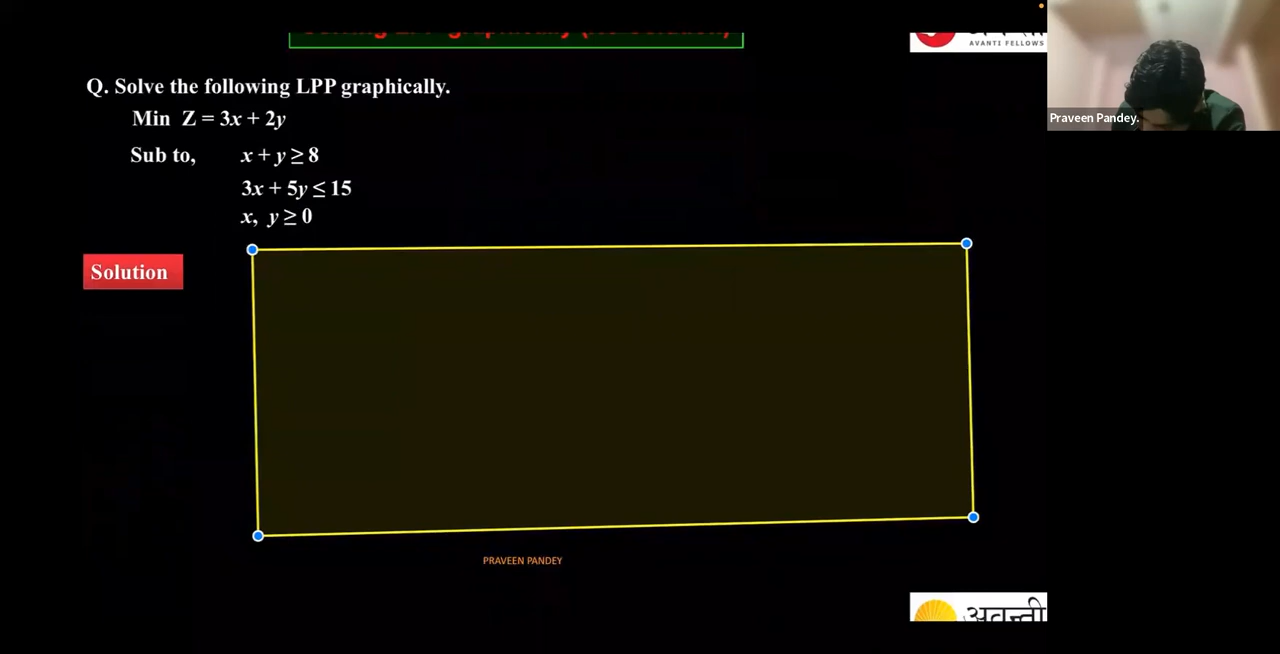 AVANTI FELLOWS
Q. Solve the following LPP graphically.
Min Z = 3x + 2y
Sub to, x + y ≥ 8
3x + 5y ≤ 15
x, y ≥ 0
Praveen Pandey.
Solution
PRAVEEN PANDEY